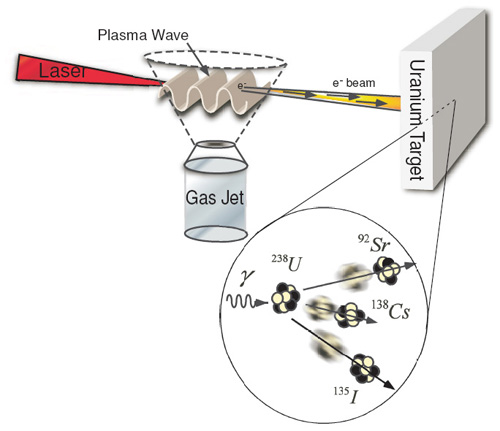 Plasma Wave
Laser
e-
e- beam
Uranium Target
Gas Jet
⁹²Sr
²³⁸U
γ
¹³⁸Cs
¹³⁵I